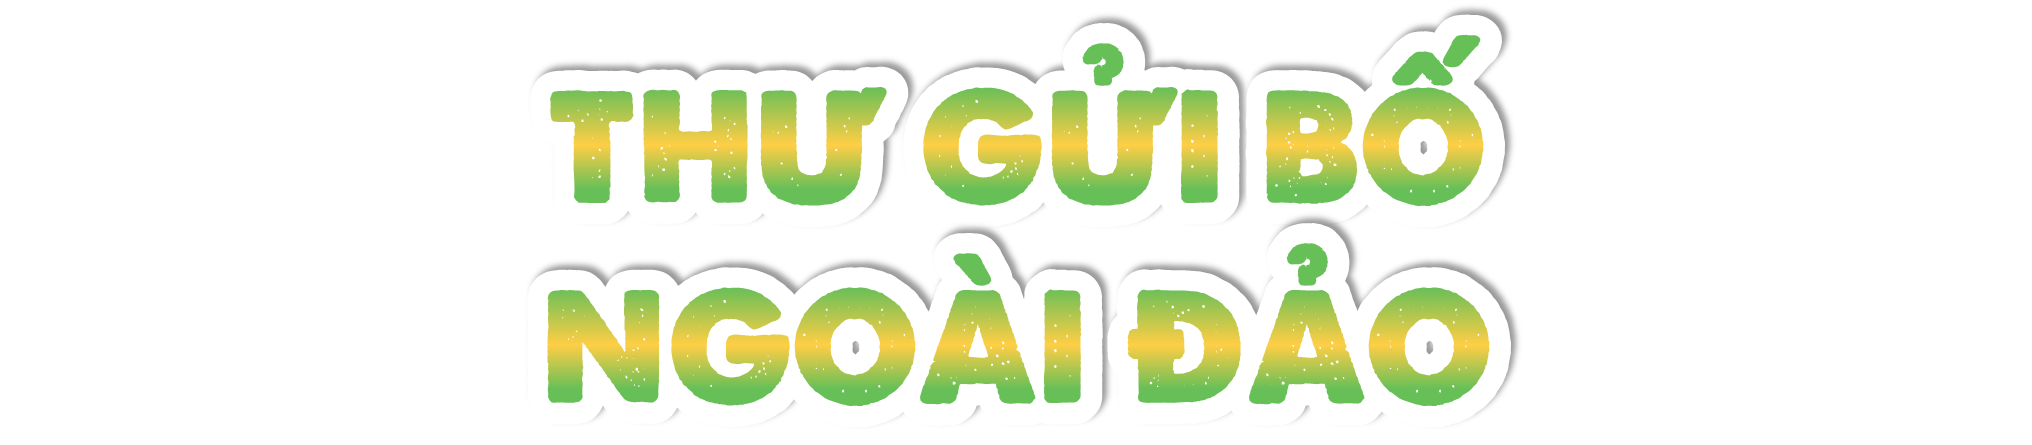 THƯ GỬI BỐ
NGOÀI ĐẢO